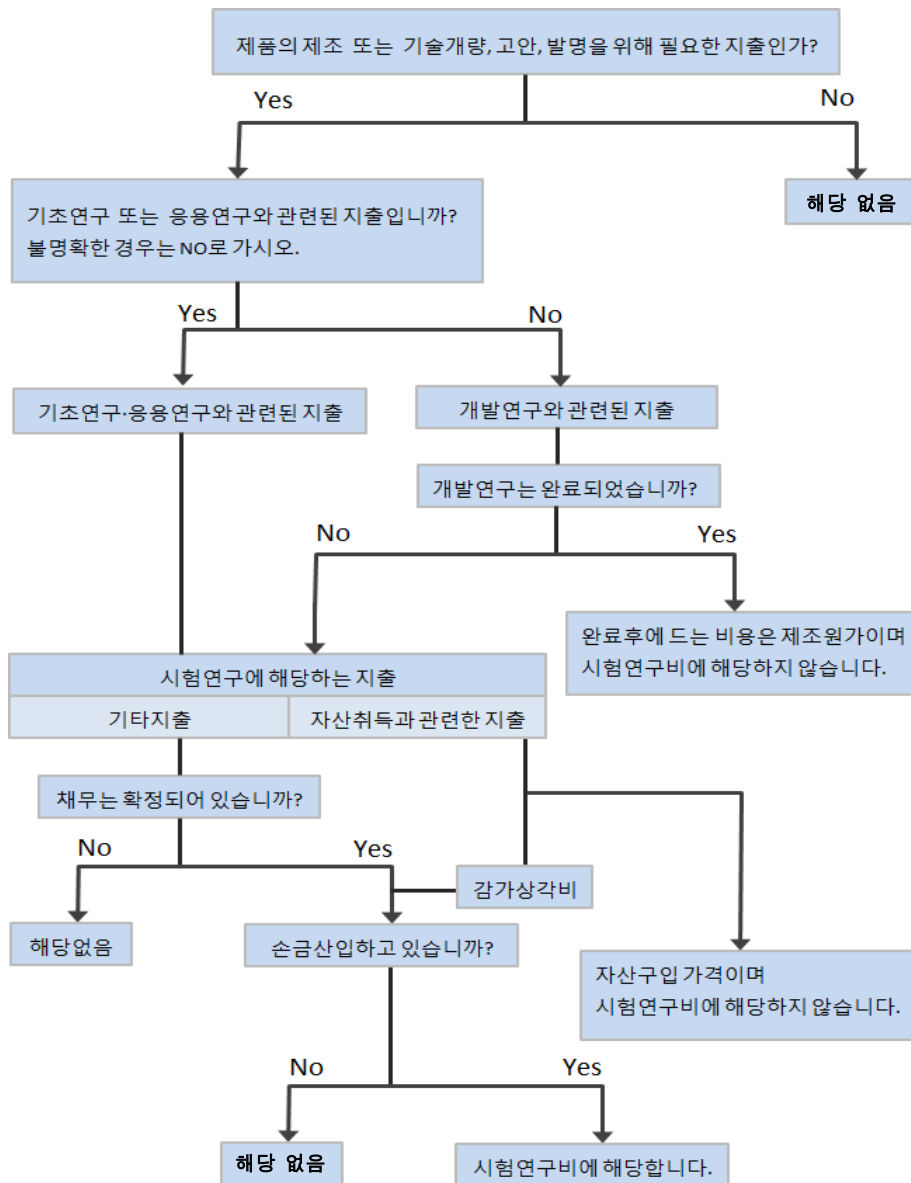 제품의 제조 또는 기술개량, 고안, 발명을 위해 필요한 지출인가?
Yes
No
기초연구 또는 응용연구와 관련된 지출입니까?
불명확한 경우는 NO로 가시오.
해당 없음
Yes
No
기초연구·응용연구와 관련된 지출
개발연구와 관련된 지출
개발연구는 완료되었습니까?
No
Yes
완료후에 드는 비용은 제조원가이며
시험연구비에 해당하지 않습니다.
시험연구에 해당하는 지출
기타지출
자산취득과 관련한 지출
채무는 확정되어 있습니까?
No
Yes
감가상각비
해당없음
손금산입하고 있습니까?
자산구입 가격이며
시험연구비에 해당하지 않습니다.
No
Yes
해당 없음
시험연구비에 해당합니다.